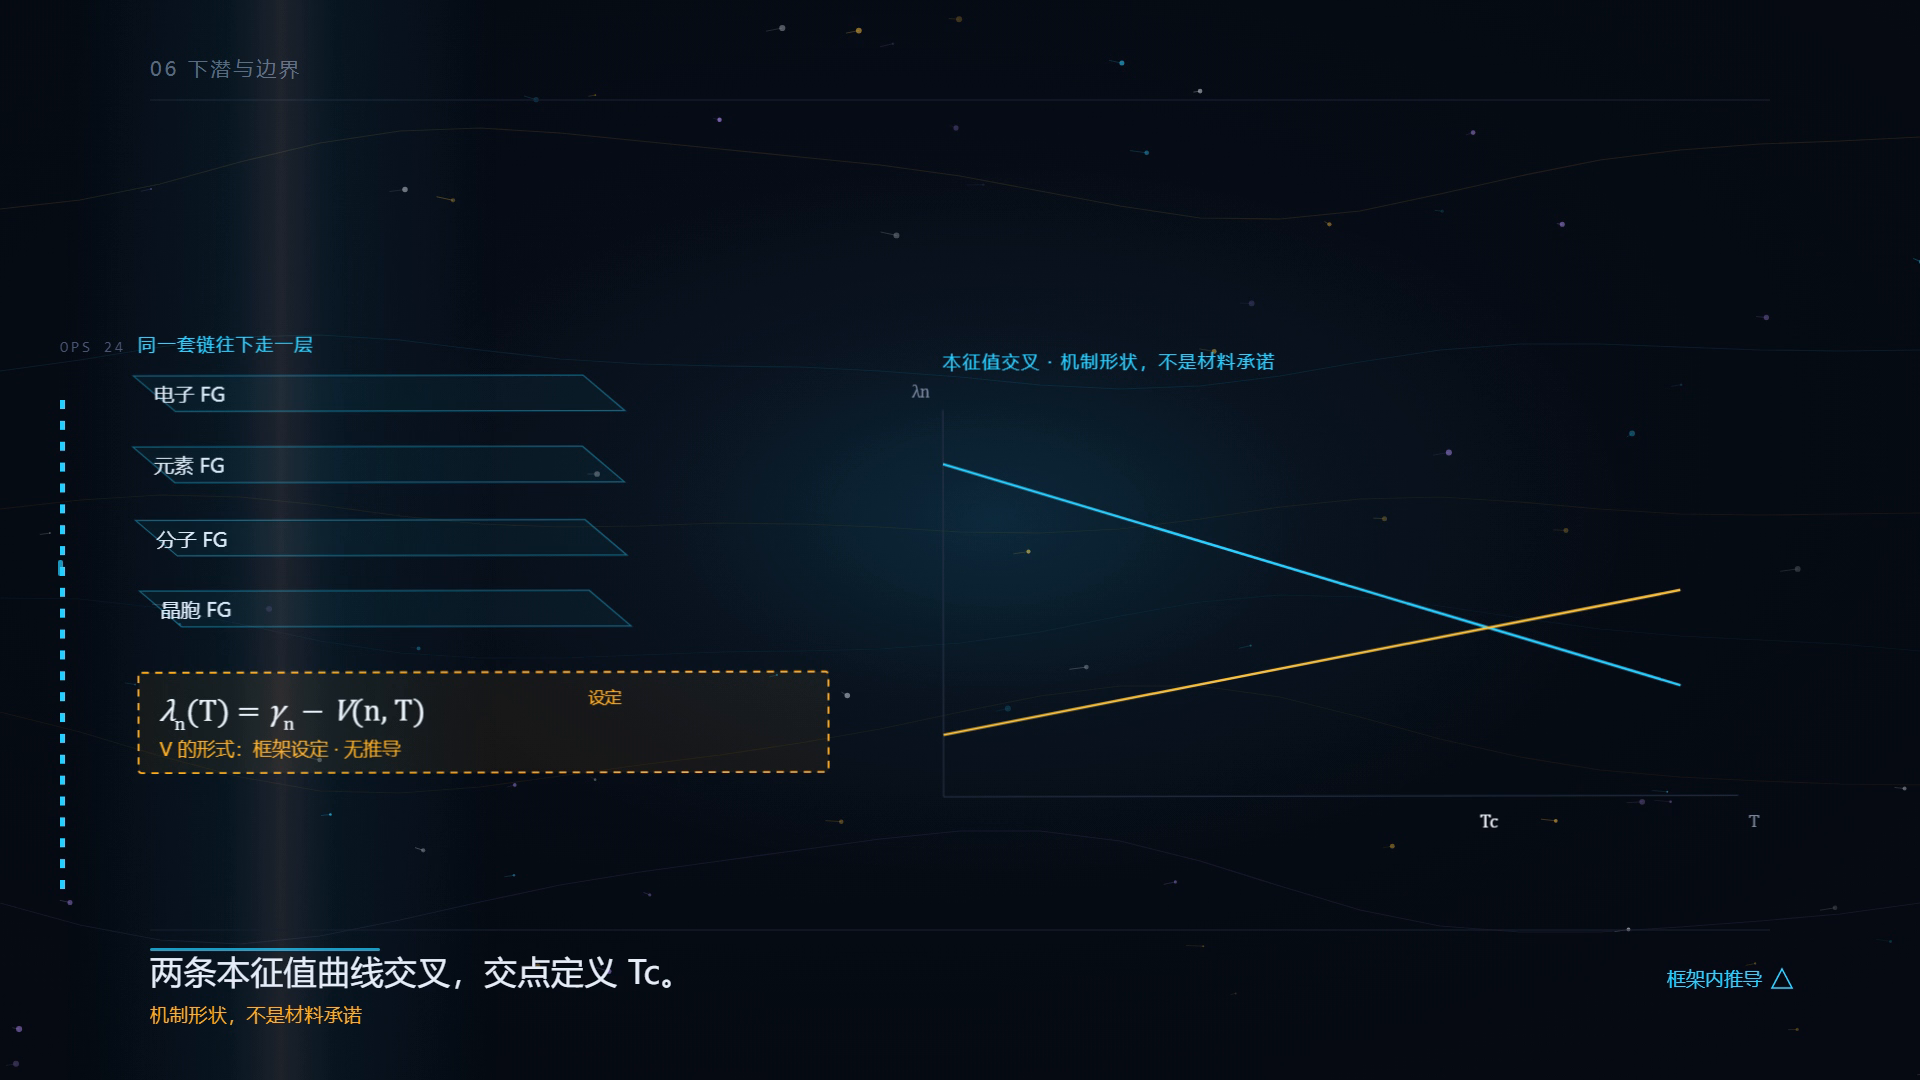 06 下潜与边界
OPS 24
同一套链往下走一层
电子 FG
元素 FG
分子 FG
晶胞 FG
设定
λn(T) = γn − V(n, T)
V 的形式：框架设定 · 无推导
本征值交叉 · 机制形状，不是材料承诺
λn
Tc
T
两条本征值曲线交叉，交点定义 Tc。
机制形状，不是材料承诺
框架内推导